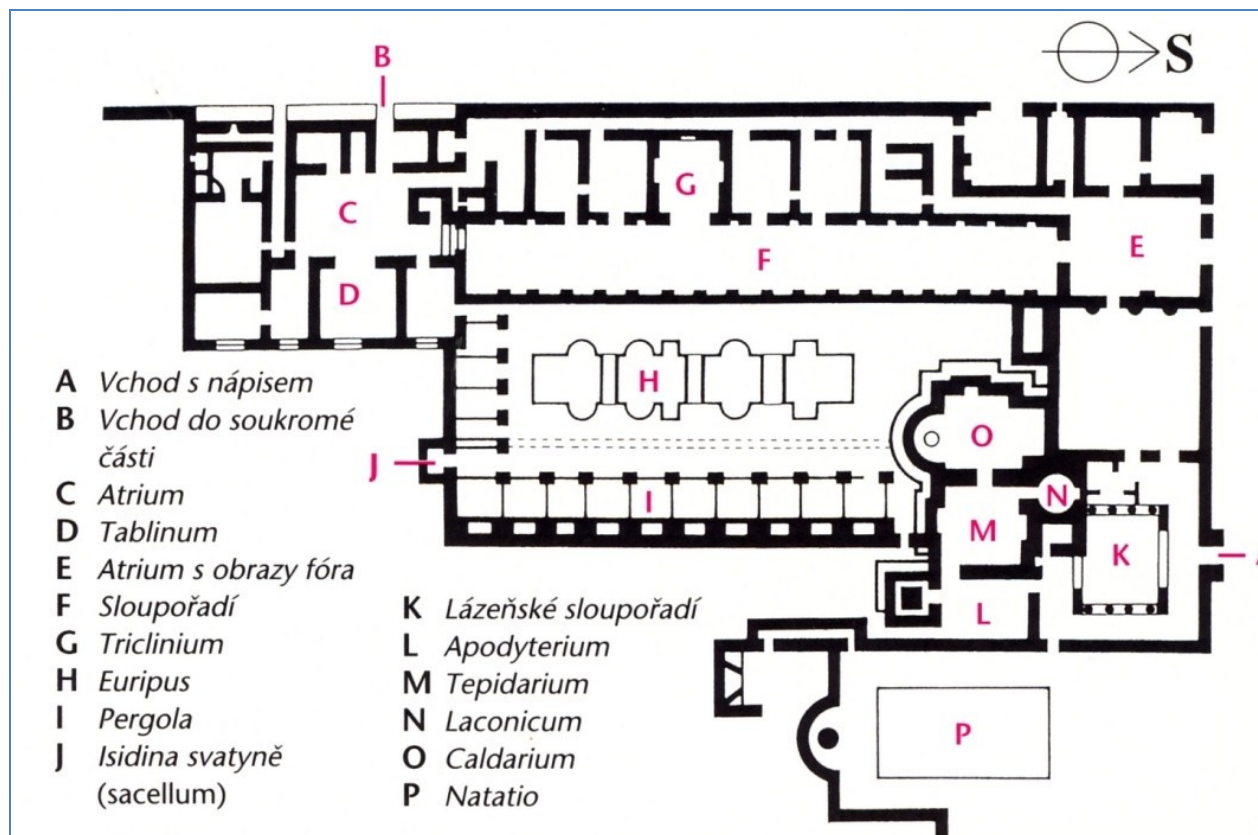 B
S
C
G
E
F
D
H
O
J
N
I
M
K
L
P
A Vchod s nápisem
B Vchod do soukromé
části
C Atrium
D Tablinum
E Atrium s obrazy fóra
F Sloupořadí
G Triclinium
H Euripus
I Pergola
J Isidina svatyně
(sacellum)
K Lázeňské sloupořadí
L Apodyterium
M Tepidarium
N Laconicum
O Caldarium
P Natatio